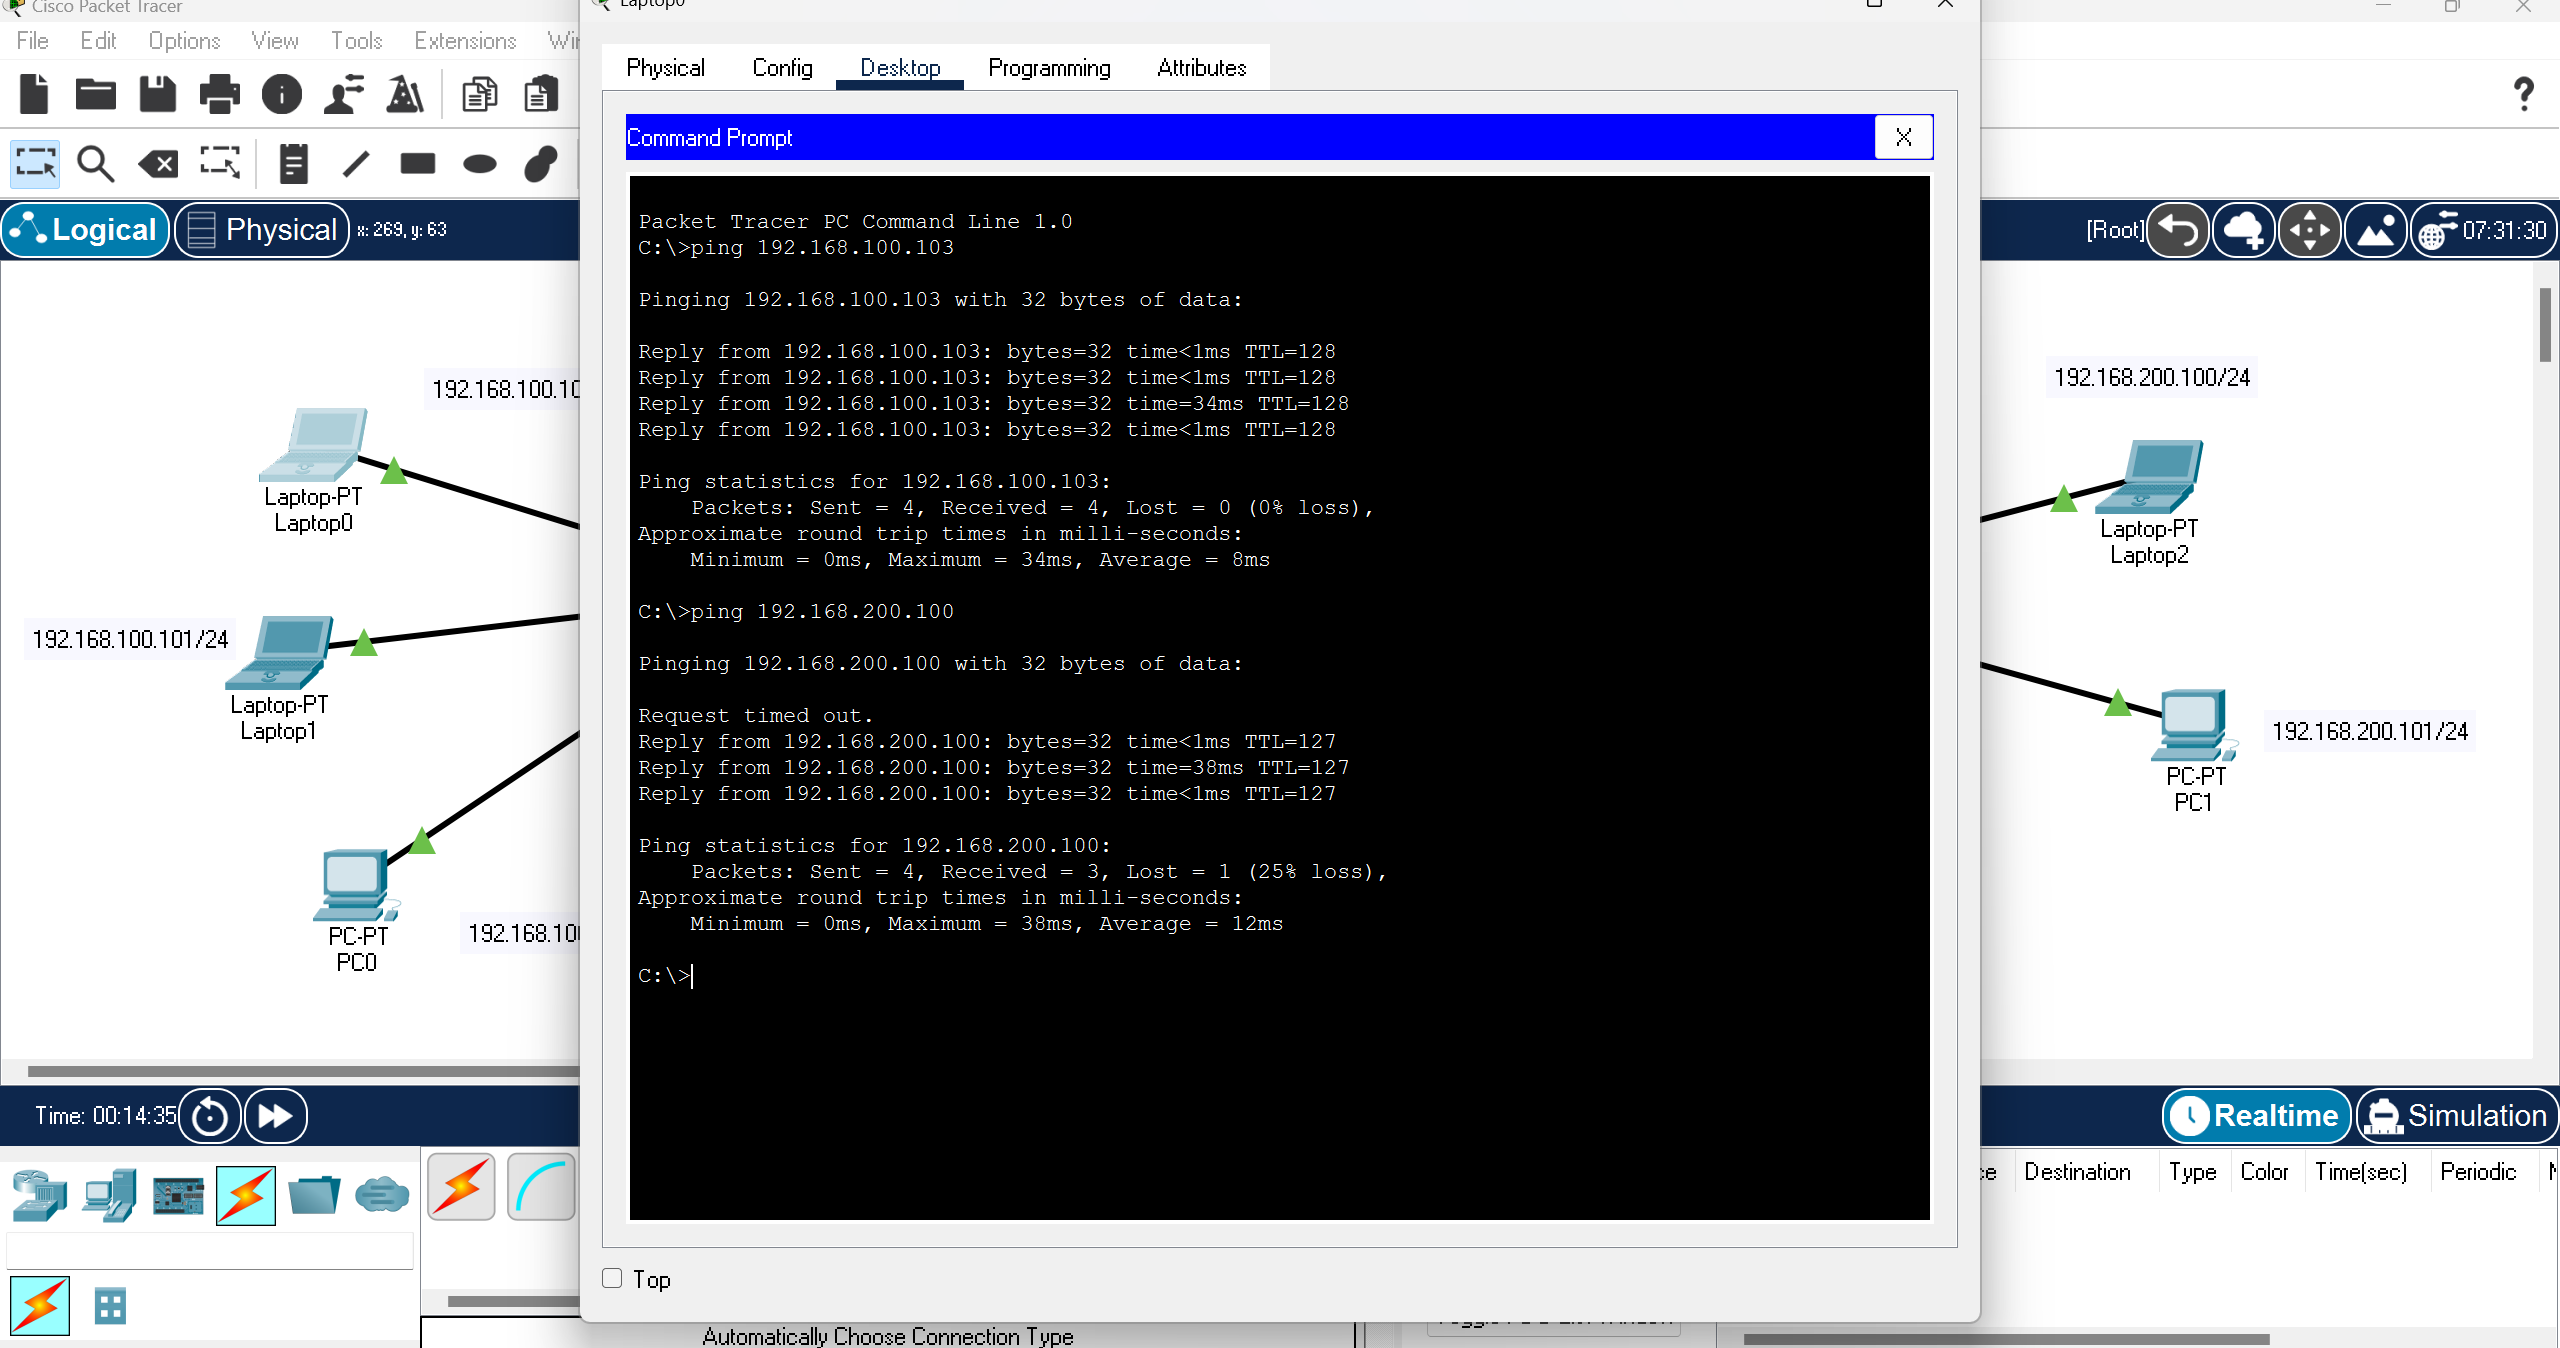 Cisco Packet Tracer
File Edit Options View Tools Extensions
Laptop0
Physical Config Desktop Programming Attributes
Command Prompt
X
Logical
Physical
x: 269, y: 63
[Root]
07:31:30
Packet Tracer PC Command Line 1.0
C:\>ping 192.168.100.103
Pinging 192.168.100.103 with 32 bytes of data:
Reply from 192.168.100.103: bytes=32 time<1ms TTL=128
Reply from 192.168.100.103: bytes=32 time<1ms TTL=128
Reply from 192.168.100.103: bytes=32 time=34ms TTL=128
Reply from 192.168.100.103: bytes=32 time<1ms TTL=128
Ping statistics for 192.168.100.103:
Packets: Sent = 4, Received = 4, Lost = 0 (0% loss),
Approximate round trip times in milli-seconds:
Minimum = 0ms, Maximum = 34ms, Average = 8ms
C:\>ping 192.168.200.100
Pinging 192.168.200.100 with 32 bytes of data:
Request timed out.
Reply from 192.168.200.100: bytes=32 time<1ms TTL=127
Reply from 192.168.200.100: bytes=32 time=38ms TTL=127
Reply from 192.168.200.100: bytes=32 time<1ms TTL=127
Ping statistics for 192.168.200.100:
Packets: Sent = 4, Received = 3, Lost = 1 (25% loss),
Approximate round trip times in milli-seconds:
Minimum = 0ms, Maximum = 38ms, Average = 12ms
C:\>
192.168.100.10
Laptop-PT
Laptop0
192.168.100.101/24
Laptop-PT
Laptop1
PC-PT
PC0
192.168.10
192.168.200.100/24
Laptop-PT
Laptop2
192.168.200.101/24
PC-PT
PC1
Time: 00:14:35
Realtime
Simulation
Destination Type Color Time(sec) Periodic
Top
Automatically Choose Connection Type